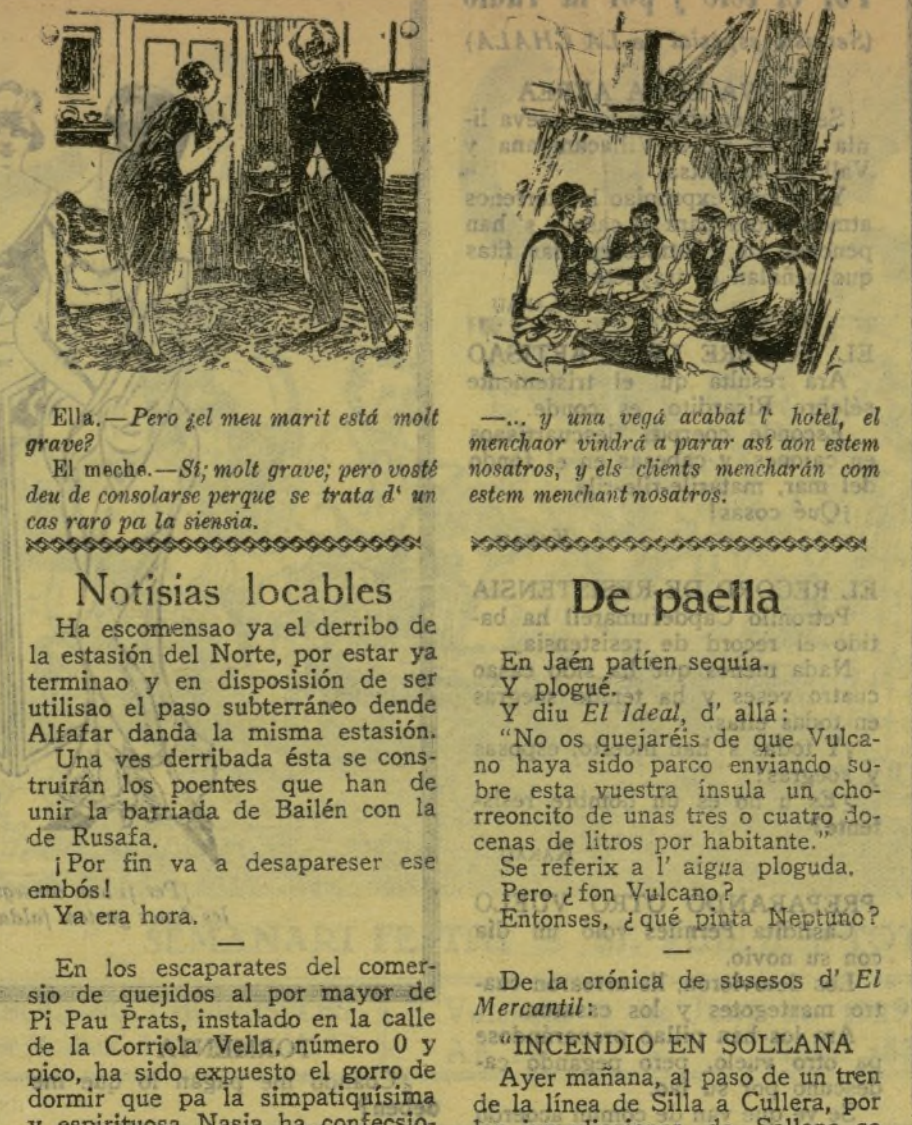 Ella.—Pero ¿el meu marit está molt
grave?
El meche.—Sí; molt grave; pero vosté
deu de consolarse perque se trata d' un
cas raro pa la siensia.
Notisias locables
Ha escomensao ya el derribo de
la estasión del Norte, por estar ya
terminao y en disposisión de ser
utilisao el paso subterráneo dende
Alfafar danda la misma estasión.
Una ves derribada ésta se cons-
truirán los poentes que han de
unir la barriada de Bailén con la
de Rusafa.
¡Por fin va a desapareser ese
embós!
Ya era hora.
—
En los escaparates del comer-
sio de quejidos al por mayor de
Pi Pau Prats, instalado en la calle
de la Corriola Vella, número 0 y
pico, ha sido expuesto el gorro de
dormir que pa la simpatiquísima
y espirituosa Nasia ha confecsio-
—... y una vegá acabat l' hotel, el
menchaor vindrá a parar así aon estem
nosatros, y els clients mencharán com
estem menchant nosatros.
De paella
En Jaén patíen sequía.
Y plogué.
Y diu El Ideal, d' allá:
"No os quejaréis de que Vulca-
no haya sido parco enviando so-
bre esta vuestra ínsula un cho-
rreoncito de unas tres o cuatro do-
cenas de litros por habitante."
Se referix a l' aigua ploguda.
Pero ¿fon Vulcano?
Entonses, ¿qué pinta Neptuno?
—
De la crónica de susesos d' El
Mercantil:
"INCENDIO EN SOLLANA
Ayer mañana, al paso de un tren
de la línea de Silla a Cullera, por
Sollana se